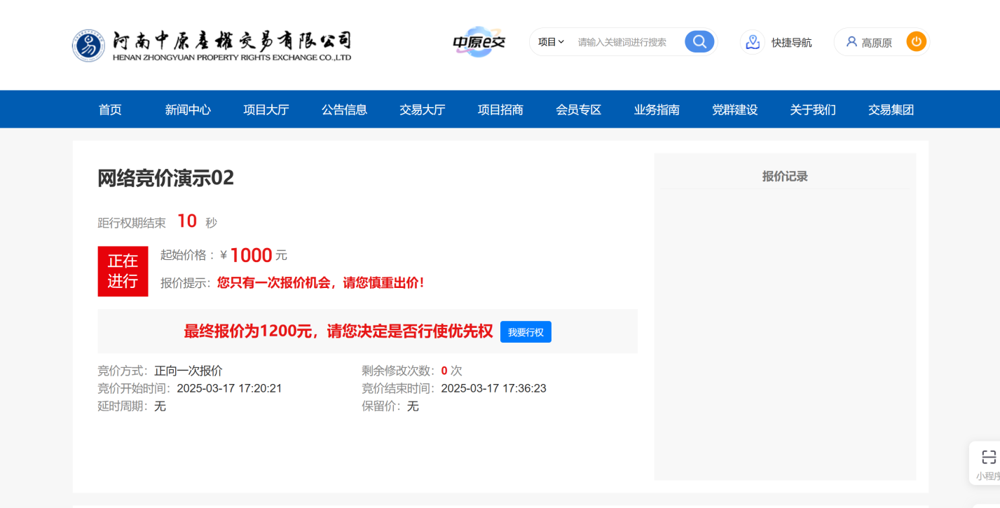 河南中原產權交易有限公司
HENAN ZHONGYUAN PROPERTY RIGHTS EXCHANGE CO.,LTD
中原e交
项目
请输入关键词进行搜索
快捷导航
高原原
首页 新闻中心 项目大厅 公告信息 交易大厅 项目招商 会员专区 业务指南 党群建设 关于我们 交易集团
网络竞价演示02
距行权期结束 10 秒
正在
进行
起始价格：¥ 1000 元
报价提示：您只有一次报价机会，请您慎重出价！
最终报价为1200元，请您决定是否行使优先权 我要行权
竞价方式：正向一次报价 剩余修改次数：0 次
竞价开始时间：2025-03-17 17:20:21 竞价结束时间：2025-03-17 17:36:23
延时周期：无 保留价：无
报价记录
小程序